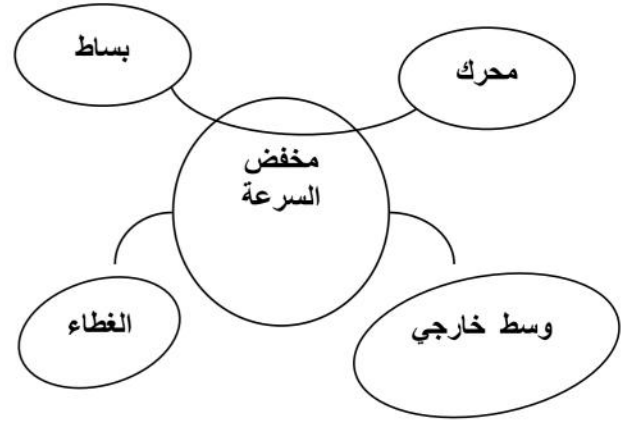 بساط
محرك
مخفض
السرعة
الغطاء
وسط خارجي